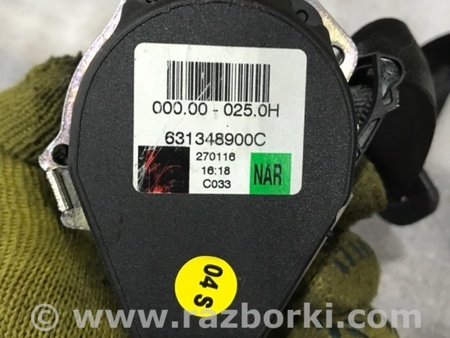 000.00 - 025.0H
631348900C
270116
16:18
C033
NAR
04 S
www.razborki.com